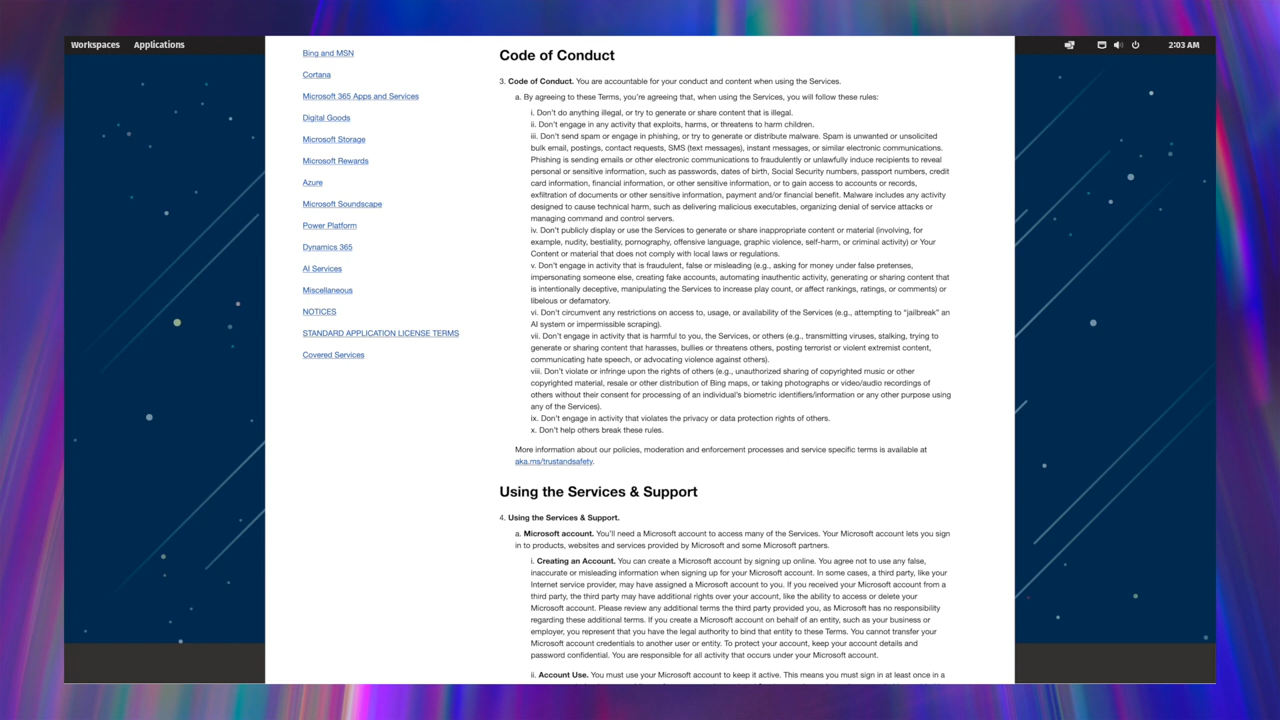 Workspaces Applications
2:03 AM
Bing and MSN
Cortana
Microsoft 365 Apps and Services
Digital Goods
Microsoft Storage
Microsoft Rewards
Azure
Microsoft Soundscape
Power Platform
Dynamics 365
AI Services
Miscellaneous
NOTICES
STANDARD APPLICATION LICENSE TERMS
Covered Services
Code of Conduct
3. Code of Conduct. You are accountable for your conduct and content when using the Services.
a. By agreeing to these Terms, you're agreeing that, when using the Services, you will follow these rules:
i. Don't do anything illegal, or try to generate or share content that is illegal.
ii. Don't engage in any activity that exploits, harms, or threatens to harm children.
iii. Don't send spam or engage in phishing, or try to generate or distribute malware. Spam is unwanted or unsolicited
bulk email, postings, contact requests, SMS (text messages), instant messages, or similar electronic communications.
Phishing is sending emails or other electronic communications to fraudulently or unlawfully induce recipients to reveal
personal or sensitive information, such as passwords, dates of birth, Social Security numbers, passport numbers, credit
card information, financial information, or other sensitive information, or to gain access to accounts or records,
exfiltration of documents or other sensitive information, payment and/or financial benefit. Malware includes any activity
designed to cause technical harm, such as delivering malicious executables, organizing denial of service attacks or
managing command and control servers.
iv. Don't publicly display or use the Services to generate or share inappropriate content or material (involving, for
example, nudity, bestiality, pornography, offensive language, graphic violence, self-harm, or criminal activity) or Your
Content or material that does not comply with local laws or regulations.
v. Don't engage in activity that is fraudulent, false or misleading (e.g., asking for money under false pretenses,
impersonating someone else, creating fake accounts, automating inauthentic activity, generating or sharing content that
is intentionally deceptive, manipulating the Services to increase play count, or affect rankings, ratings, or comments) or
libelous or defamatory.
vi. Don't circumvent any restrictions on access to, usage, or availability of the Services (e.g., attempting to “jailbreak” an
AI system or impermissible scraping).
vii. Don't engage in activity that is harmful to you, the Services, or others (e.g., transmitting viruses, stalking, trying to
generate or sharing content that harasses, bullies or threatens others, posting terrorist or violent extremist content,
communicating hate speech, or advocating violence against others).
viii. Don't violate or infringe upon the rights of others (e.g., unauthorized sharing of copyrighted music or other
copyrighted material, resale or other distribution of Bing maps, or taking photographs or video/audio recordings of
others without their consent for processing of an individual's biometric identifiers/information or any other purpose using
any of the Services).
ix. Don't engage in activity that violates the privacy or data protection rights of others.
x. Don't help others break these rules.
More information about our policies, moderation and enforcement processes and service specific terms is available at
aka.ms/trustandsafety.
Using the Services & Support
4. Using the Services & Support.
a. Microsoft account. You'll need a Microsoft account to access many of the Services. Your Microsoft account lets you sign
in to products, websites and services provided by Microsoft and some Microsoft partners.
i. Creating an Account. You can create a Microsoft account by signing up online. You agree not to use any false,
inaccurate or misleading information when signing up for your Microsoft account. In some cases, a third party, like your
Internet service provider, may have assigned a Microsoft account to you. If you received your Microsoft account from a
third party, the third party may have additional rights over your account, like the ability to access or delete your
Microsoft account. Please review any additional terms the third party provided you, as Microsoft has no responsibility
regarding these additional terms. If you create a Microsoft account on behalf of an entity, such as your business or
employer, you represent that you have the legal authority to bind that entity to these Terms. You cannot transfer your
Microsoft account credentials to another user or entity. To protect your account, keep your account details and
password confidential. You are responsible for all activity that occurs under your Microsoft account.
ii. Account Use. You must use your Microsoft account to keep it active. This means you must sign in at least once in a